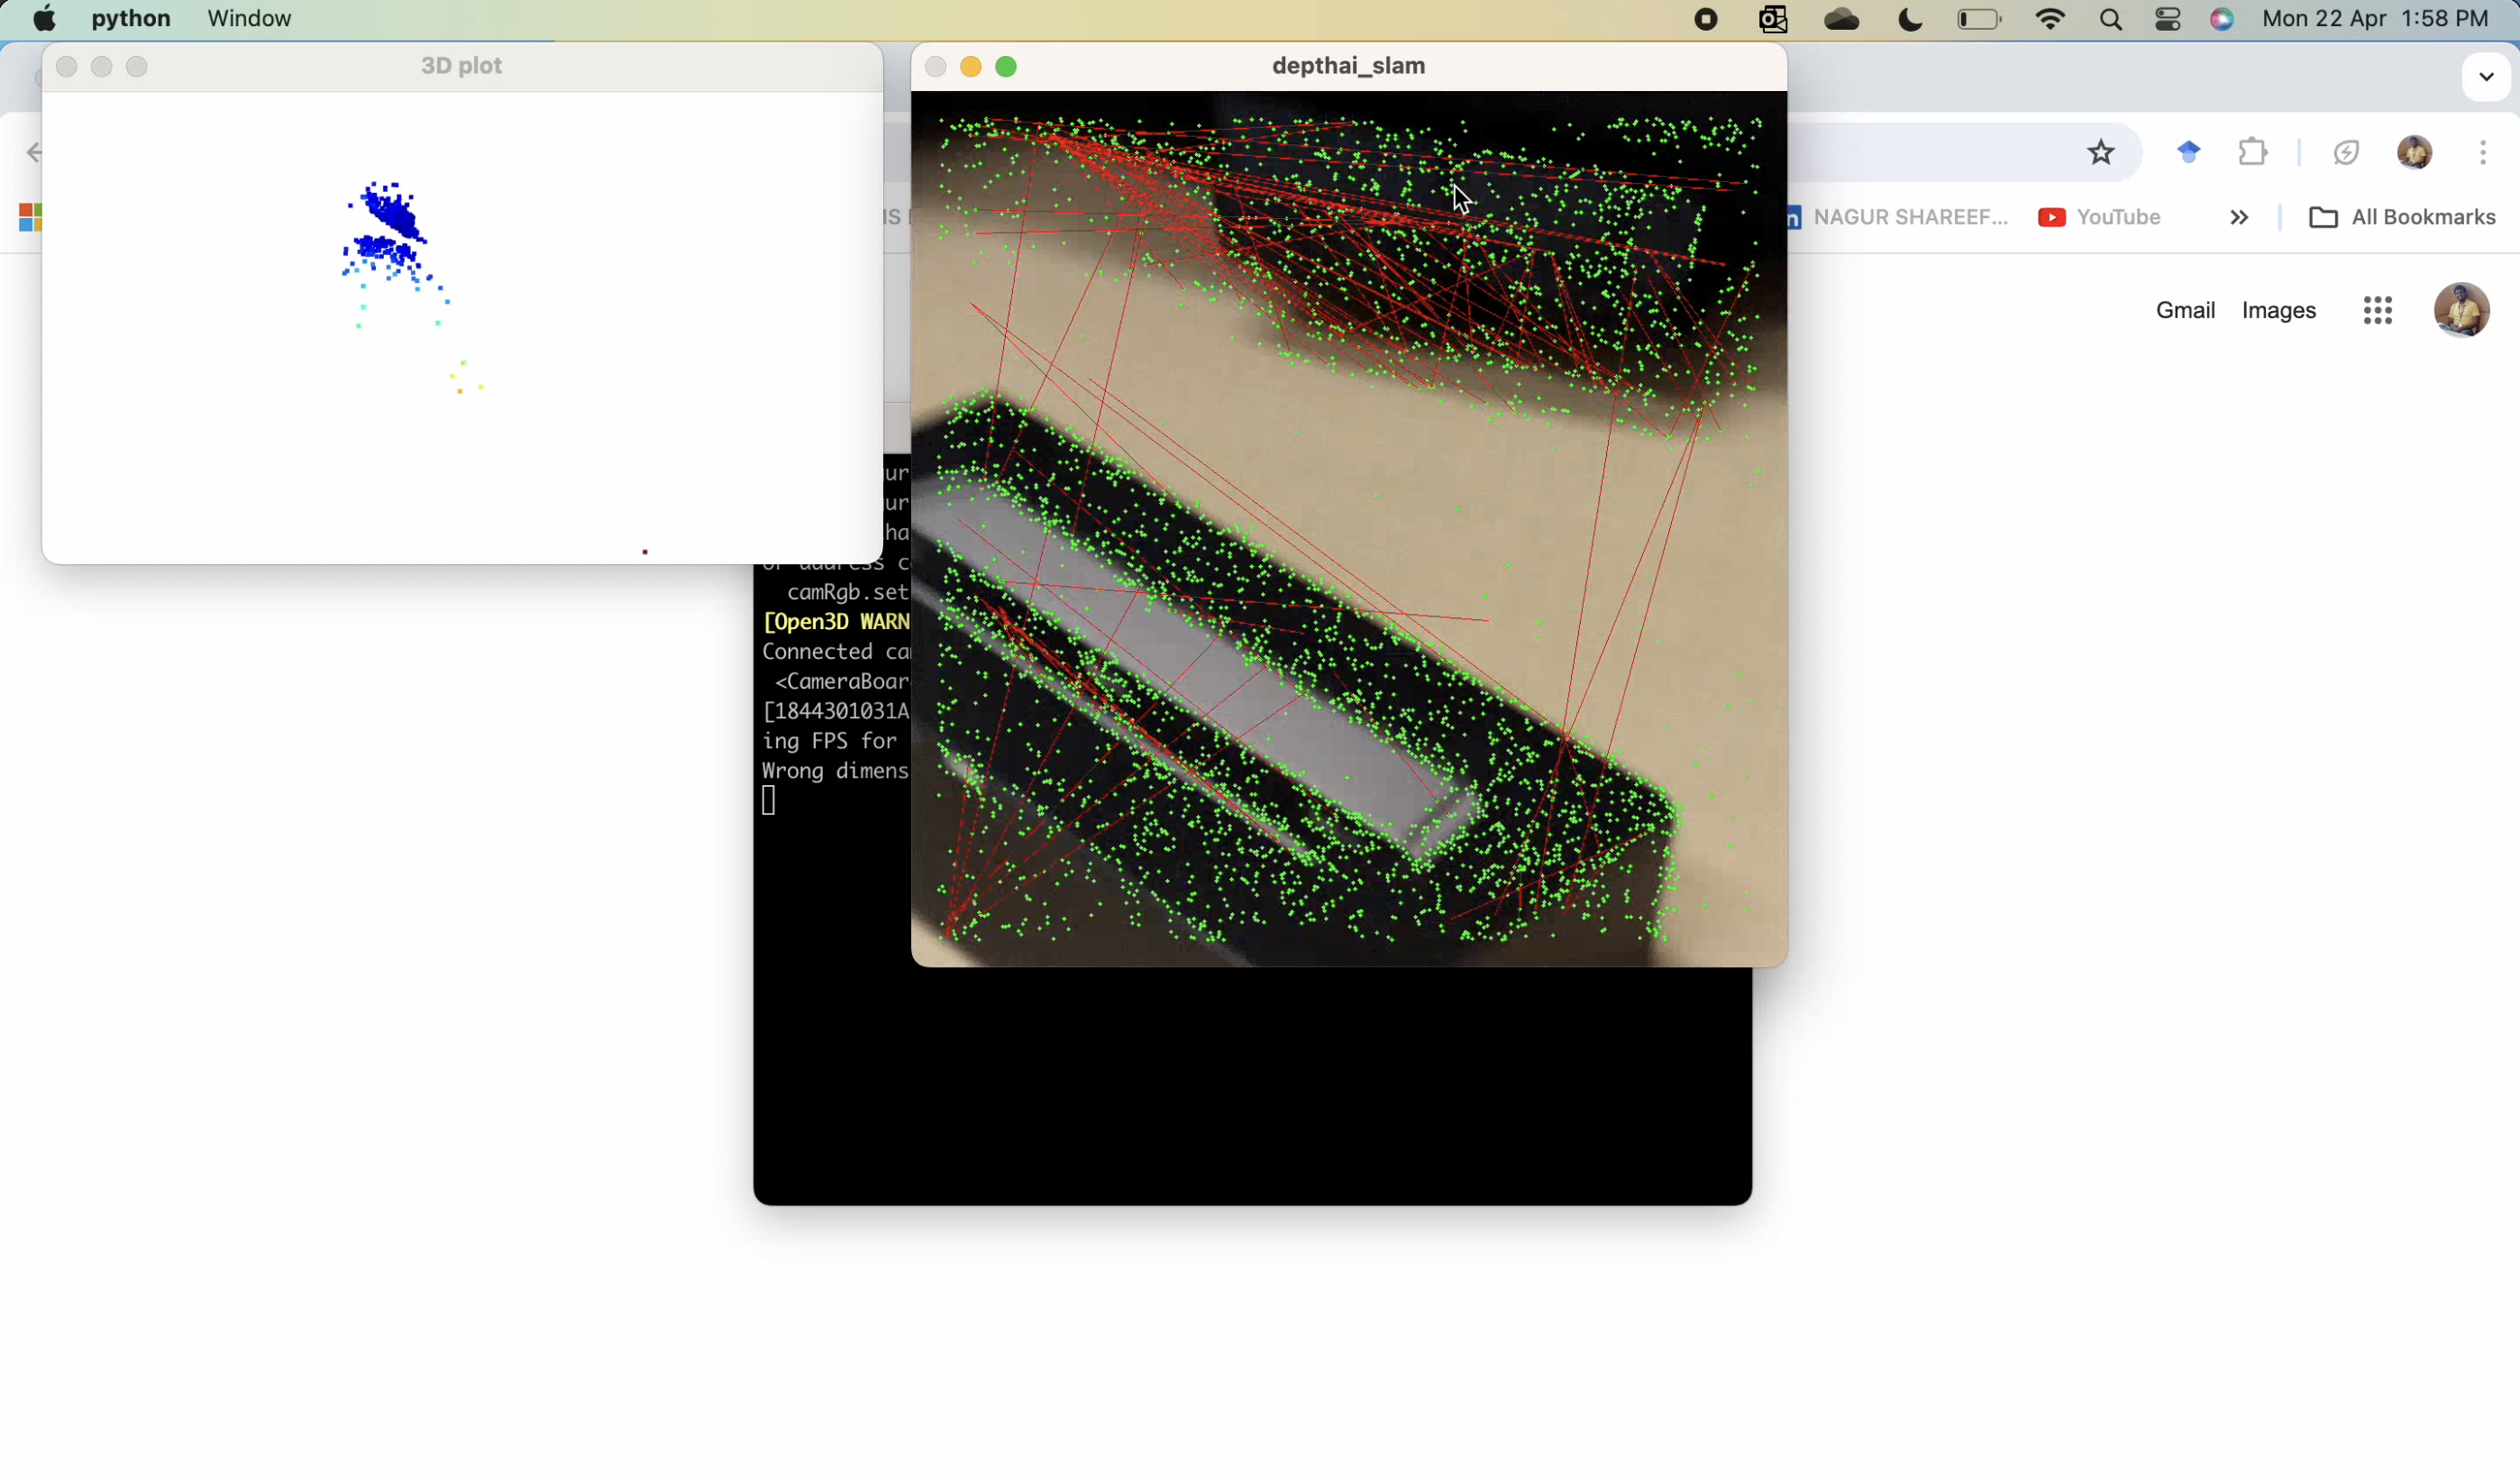 python Window Mon 22 Apr 1:58 PM
3D plot
depthai_slam
NAGUR SHAREEF... YouTube All Bookmarks
Gmail Images
camRgb.set
[Open3D WARN
Connected
<CameraBoar
[1844301031A
ing FPS for
Wrong dimens